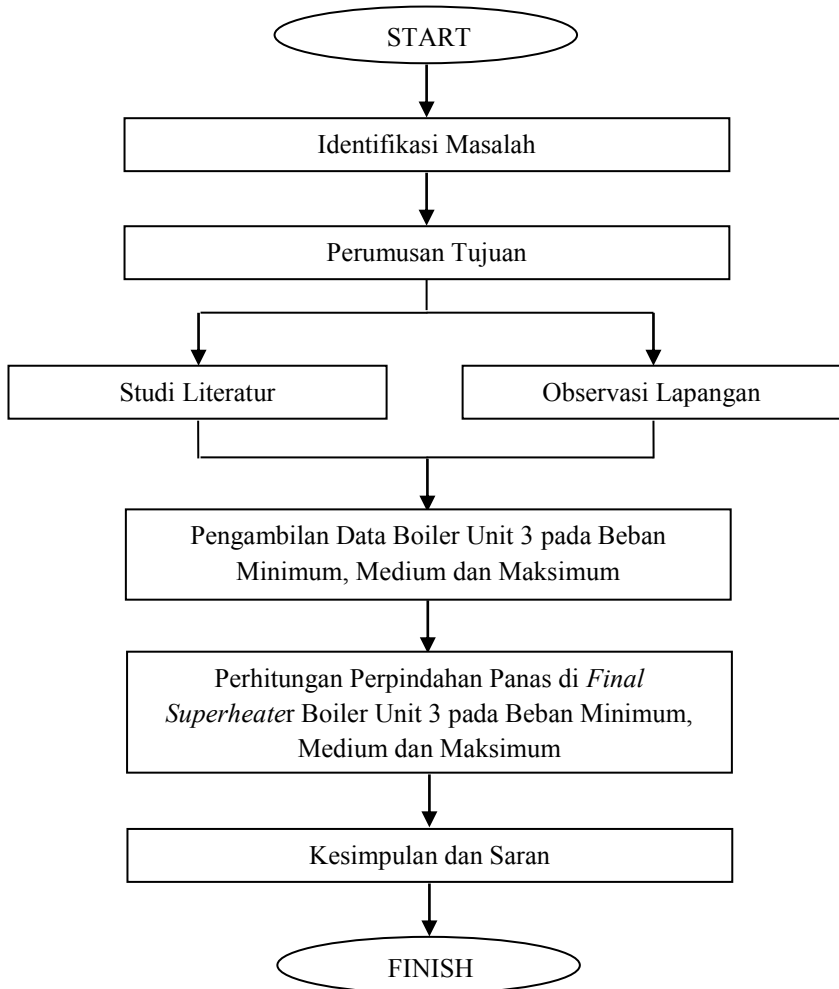 START
Identifikasi Masalah
Perumusan Tujuan
Studi Literatur
Observasi Lapangan
Pengambilan Data Boiler Unit 3 pada Beban
Minimum, Medium dan Maksimum
Perhitungan Perpindahan Panas di Final
Superheater Boiler Unit 3 pada Beban Minimum,
Medium dan Maksimum
Kesimpulan dan Saran
FINISH